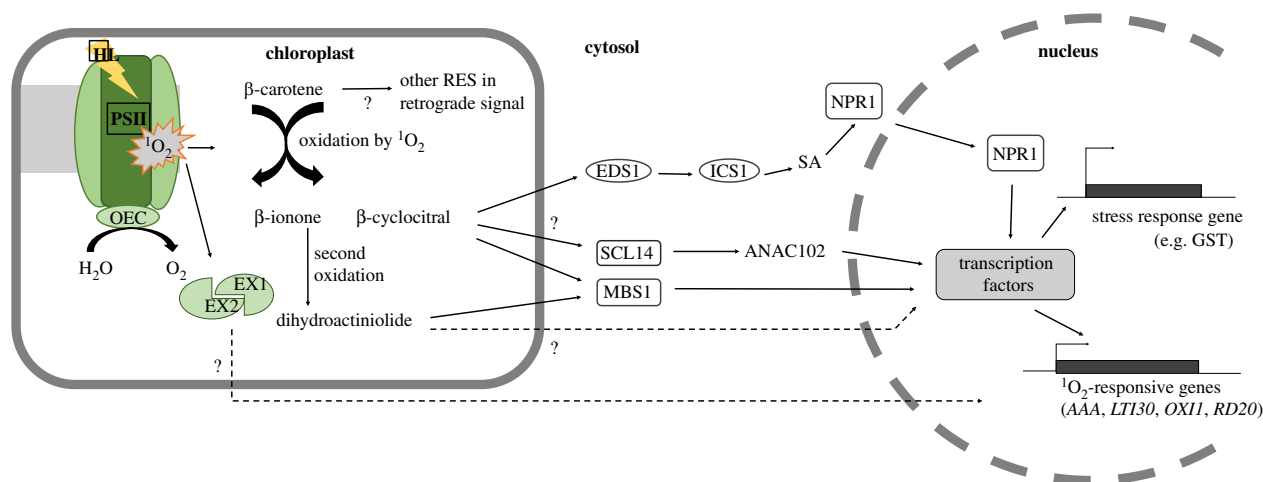 chloroplast
cytosol
nucleus
HL
PSII
¹O₂
OEC
H₂O
O₂
EX1
EX2
β-carotene
?
other RES in
retrograde signal
oxidation by ¹O₂
β-ionone
β-cyclocitral
second
oxidation
dihydroactiniolide
?
?
?
EDS1
ICS1
SA
NPR1
NPR1
SCL14
ANAC102
MBS1
transcription
factors
stress response gene
(e.g. GST)
¹O₂-responsive genes
(AAA, LTI30, OXI1, RD20)